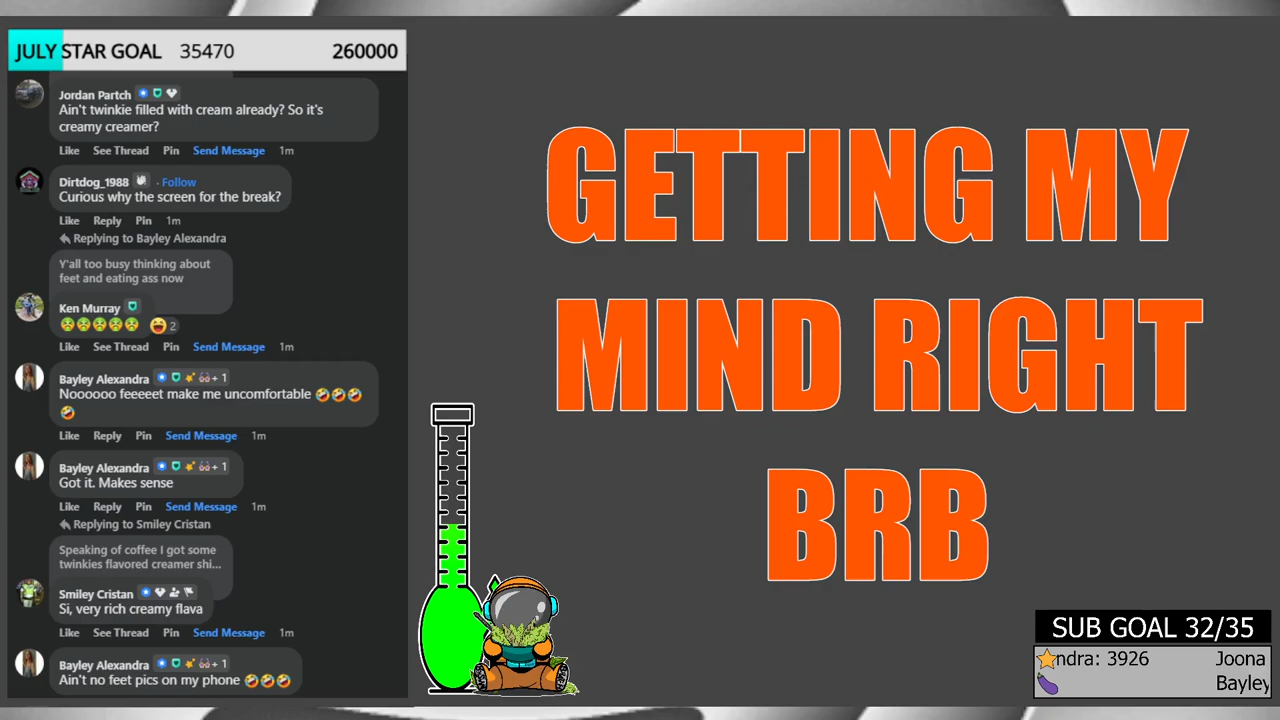 JULY STAR GOAL 35470 260000
Jordan Partch
Ain't twinkie filled with cream already? So it's
creamy creamer?
Like See Thread Pin Send Message 1m
Dirtdog_1988 · Follow
Curious why the screen for the break?
Like Reply Pin 1m
Replying to Bayley Alexandra
Y'all too busy thinking about
feet and eating ass now
Ken Murray
🤮🤮🤮🤮🤮 😆 2
Like See Thread Pin Send Message 1m
Bayley Alexandra + 1
Noooooo feeeeet make me uncomfortable 🤣🤣🤣
🤣
Like Reply Pin Send Message 1m
Bayley Alexandra + 1
Got it. Makes sense
Like Reply Pin Send Message 1m
Replying to Smiley Cristan
Speaking of coffee I got some
twinkies flavored creamer shi...
Smiley Cristan
Si, very rich creamy flava
Like See Thread Pin Send Message 1m
Bayley Alexandra + 1
Ain't no feet pics on my phone 🤣🤣🤣
GETTING MY
MIND RIGHT
BRB
SUB GOAL 32/35
ndra: 3926 Joona
Bayley